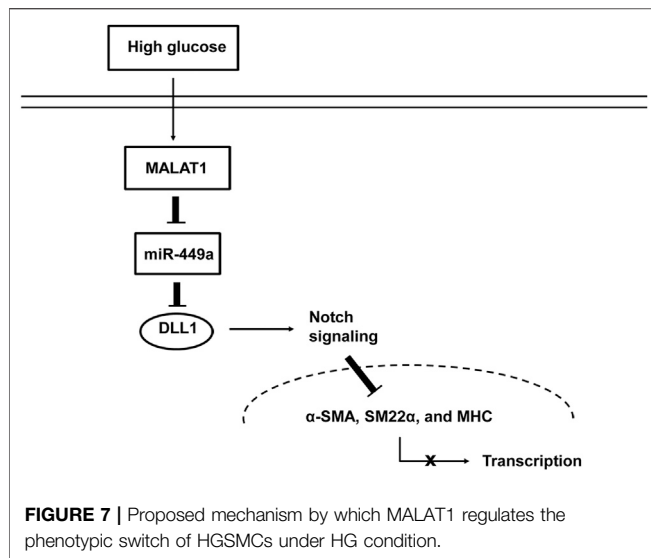 High glucose
MALAT1
miR-449a
DLL1
Notch
signaling
α-SMA, SM22α, and MHC
x
Transcription
FIGURE 7 | Proposed mechanism by which MALAT1 regulates the
phenotypic switch of HGSMCs under HG condition.